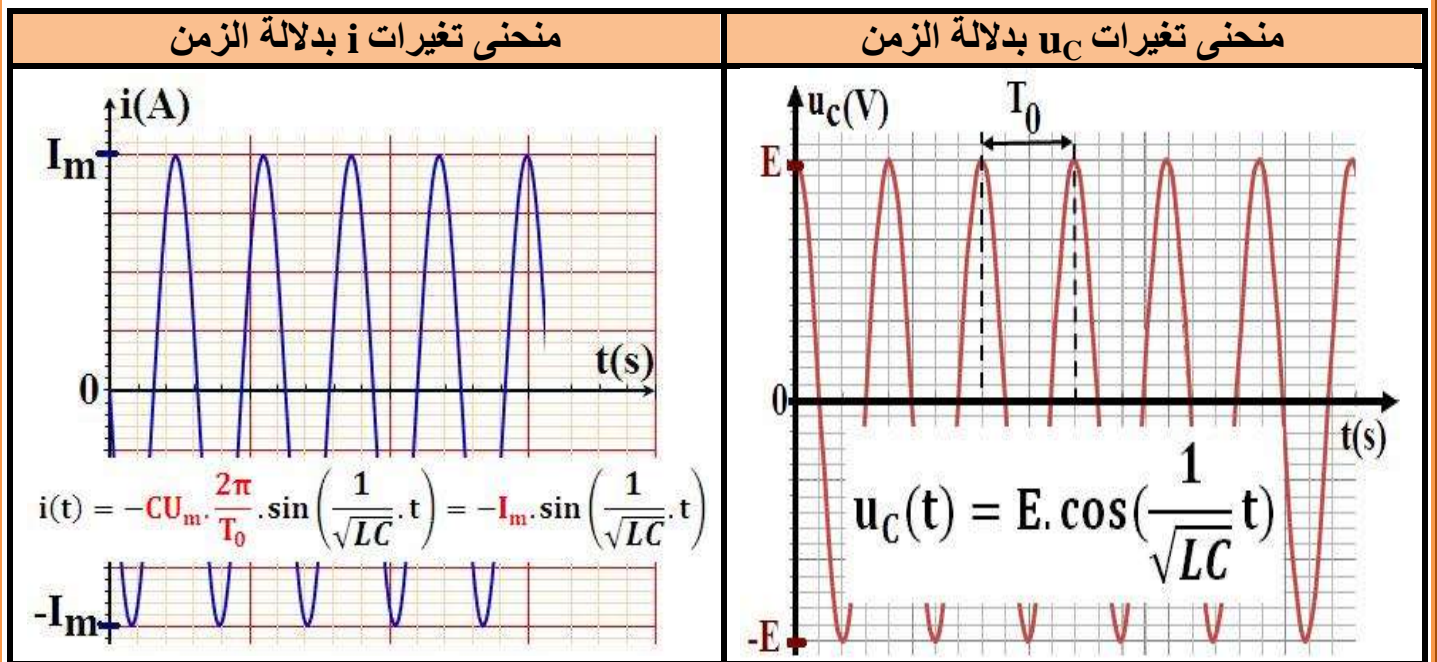 منحنى تغيرات uC بدلالة الزمن
منحنى تغيرات i بدلالة الزمن
uC(V)
T0
E
0
t(s)
uC(t) = E.cos(1/√LC t)
-E
i(A)
Im
t(s)
0
i(t) = −CUm.2π/T0.sin(1/√LC.t) = −Im.sin(1/√LC.t)
-Im